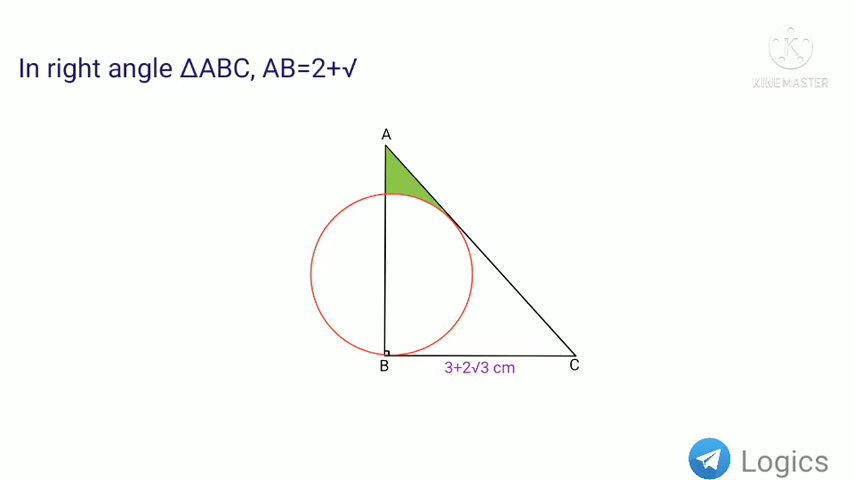 In right angle ΔABC, AB=2+√
KINEMASTER
A
B
3+2√3 cm
C
Logics